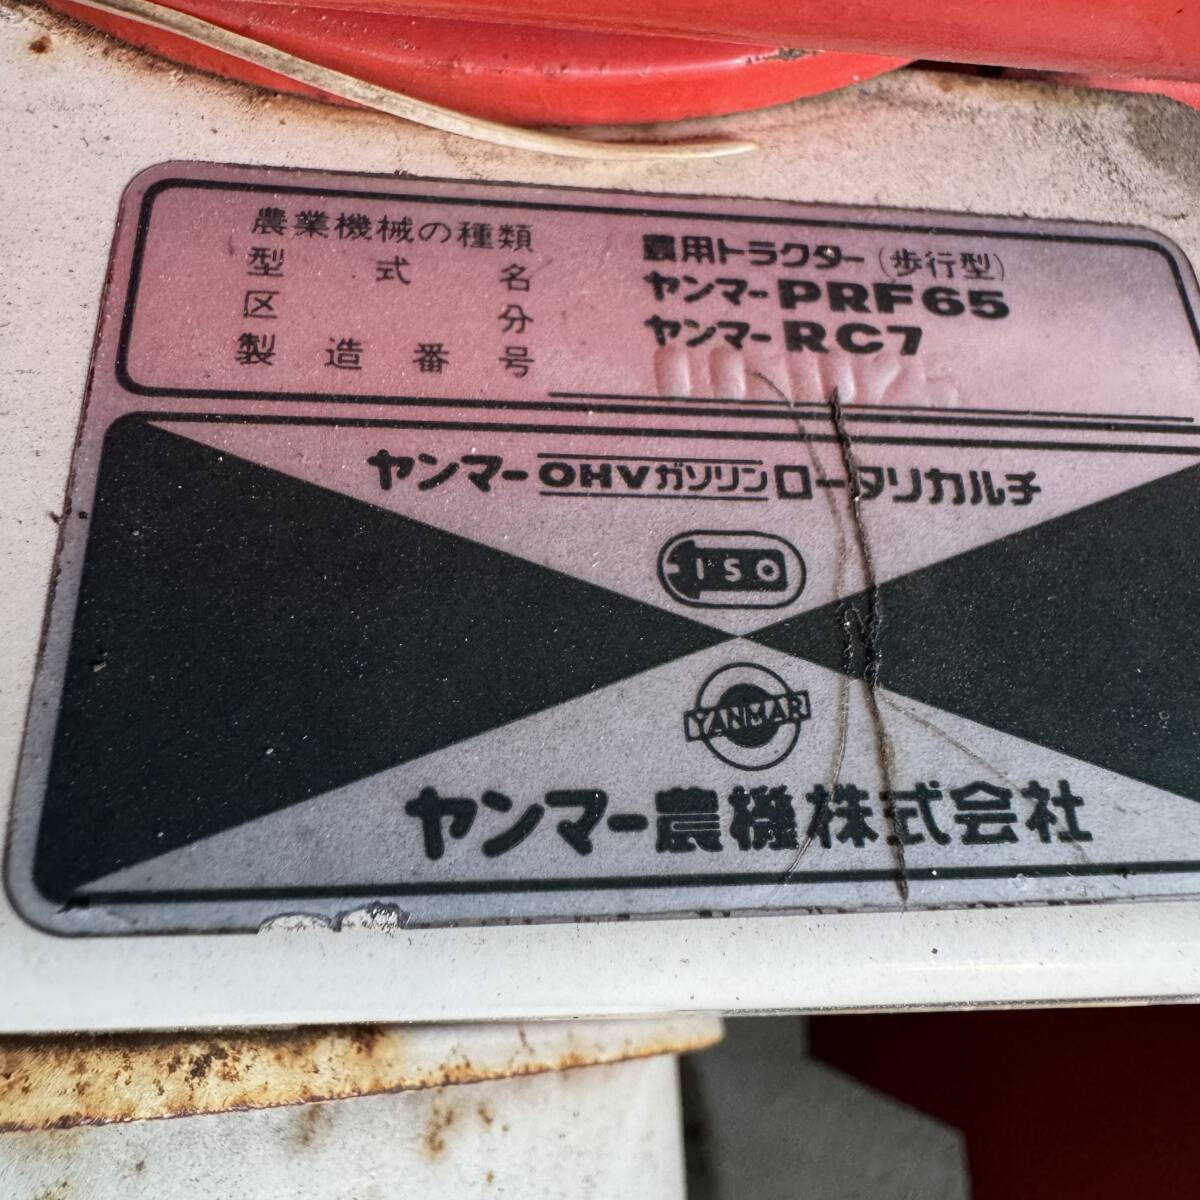 農業機械の種類 農用トラクター(歩行型)
型式名 ヤンマーPRF65
区分 ヤンマーRC7
製造番号
ヤンマーOHVガソリンロータリカルチ
ISO
YANMAR
ヤンマー農機株式会社